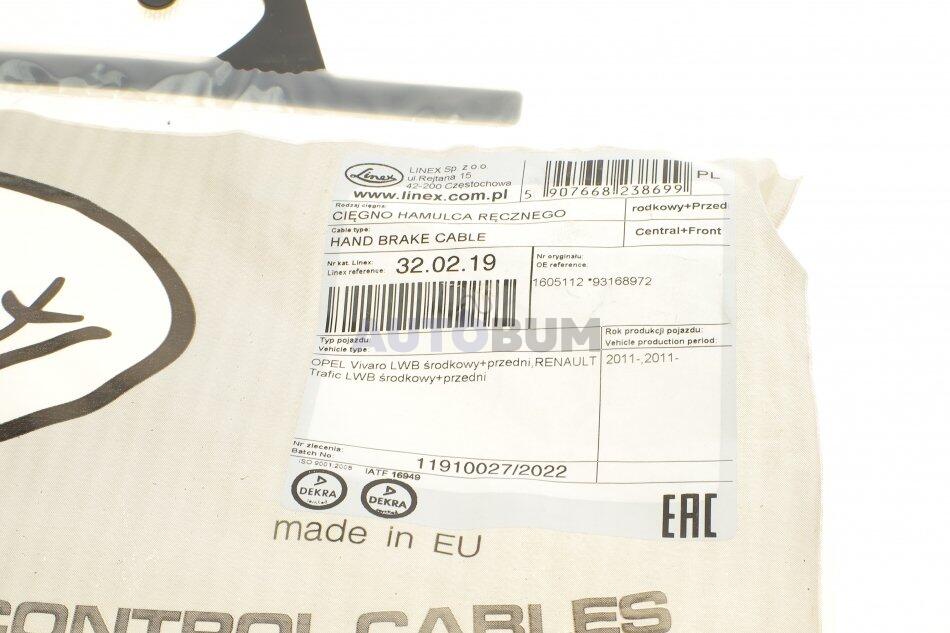 Linex
LINEX Sp. z o.o.
ul.Rejtana 15
42-200 Częstochowa
www.linex.com.pl
5 907668 238699
PL
Rodzaj cięgna:
CIĘGNO HAMULCA RĘCZNEGO
rodkowy+Przed
Cable type:
HAND BRAKE CABLE
Central+Front
Nr kat. Linex:
Linex reference:
32.02.19
Nr oryginału:
OE reference:
1605112 *93168972
AUTOBUM
Typ pojazdu:
Vehicle type:
Rok produkcji pojazdu:
Vehicle production period:
OPEL Vivaro LWB środkowy+przedni,RENAULT
Trafic LWB środkowy+przedni
2011-,2011-
Nr zlecenia:
Batch No:
11910027/2022
ISO 9001:2008
IATF 16949
DEKRA
DEKRA
EAC
made in EU
CONTROL CABLES